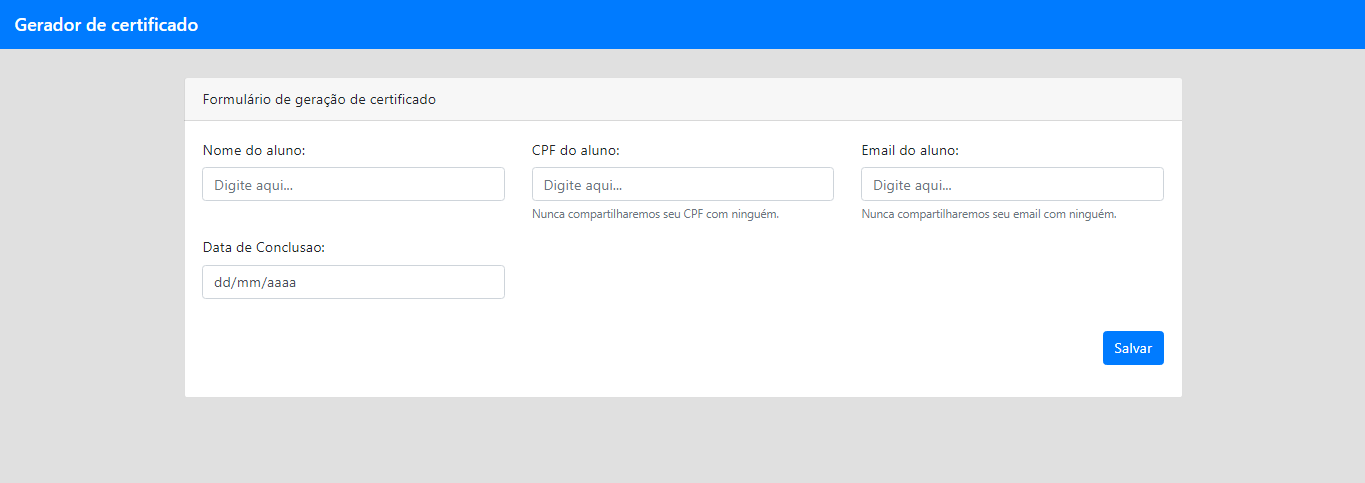 Gerador de certificado
Formulário de geração de certificado
Nome do aluno:
CPF do aluno:
Email do aluno:
Digite aqui...
Digite aqui...
Digite aqui...
Nunca compartilharemos seu CPF com ninguém.
Nunca compartilharemos seu email com ninguém.
Data de Conclusao:
dd/mm/aaaa
Salvar